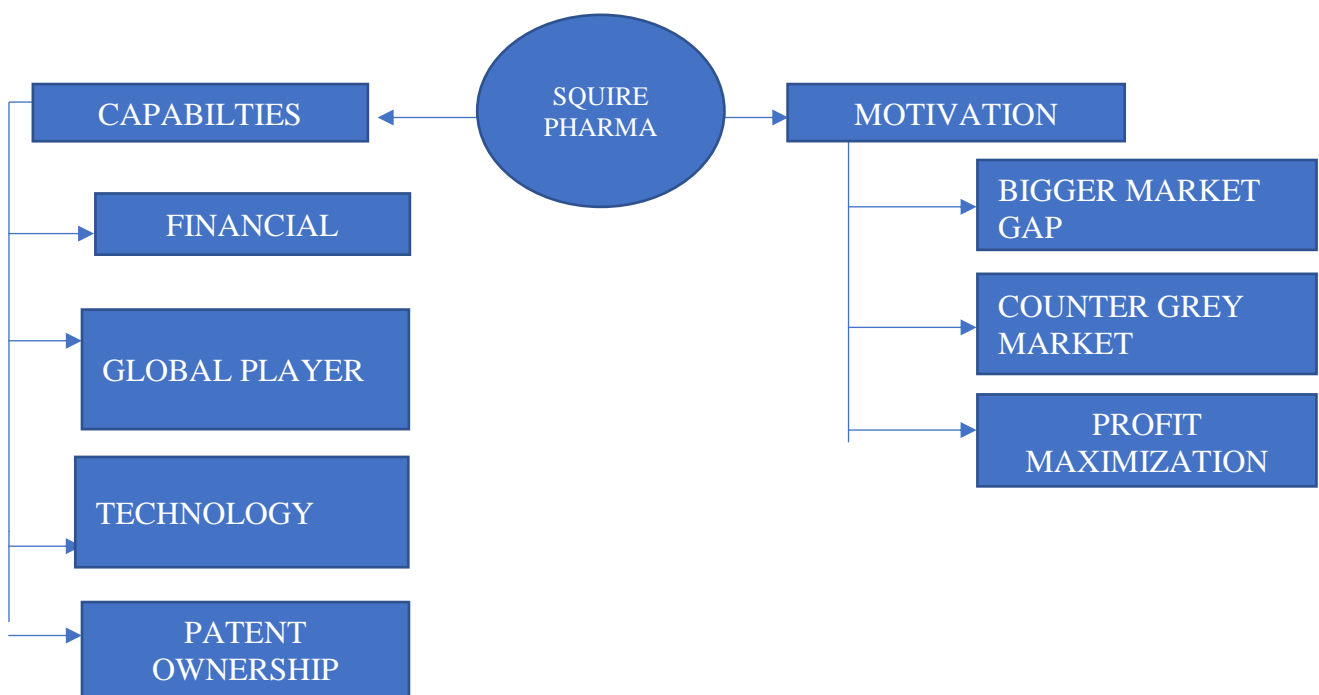 SQUIRE
PHARMA
CAPABILTIES
MOTIVATION
FINANCIAL
GLOBAL PLAYER
TECHNOLOGY
PATENT
OWNERSHIP
BIGGER MARKET
GAP
COUNTER GREY
MARKET
PROFIT
MAXIMIZATION